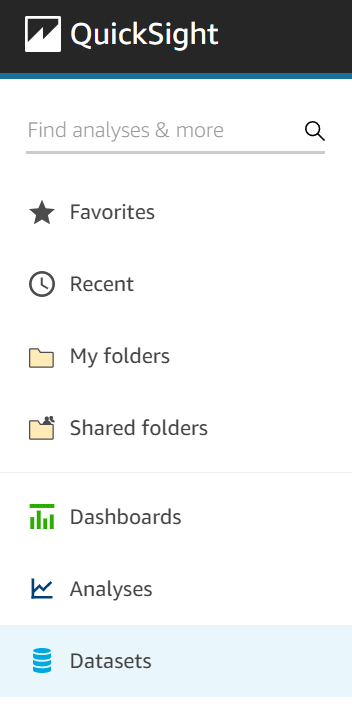 QuickSight
Find analyses & more
Favorites
Recent
My folders
Shared folders
Dashboards
Analyses
Datasets